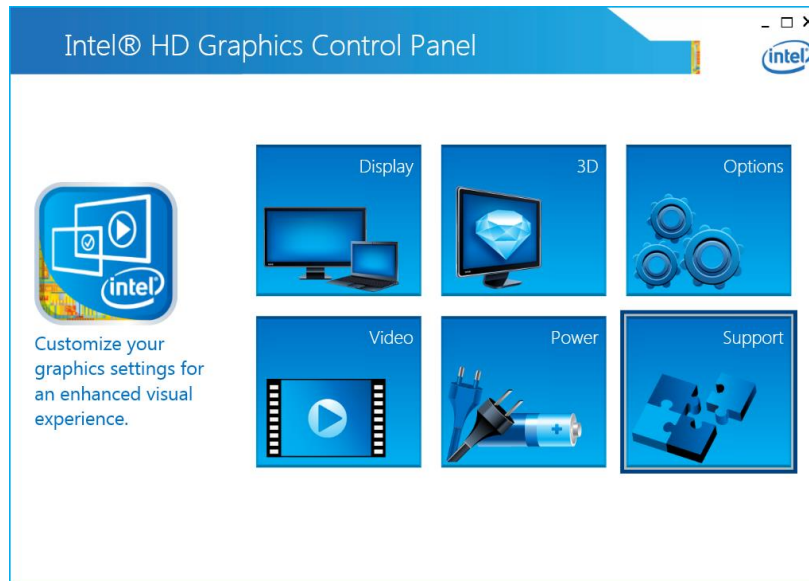 Intel® HD Graphics Control Panel
intel
Display
3D
Options
intel
Customize your
graphics settings for
an enhanced visual
experience.
Video
Power
Support